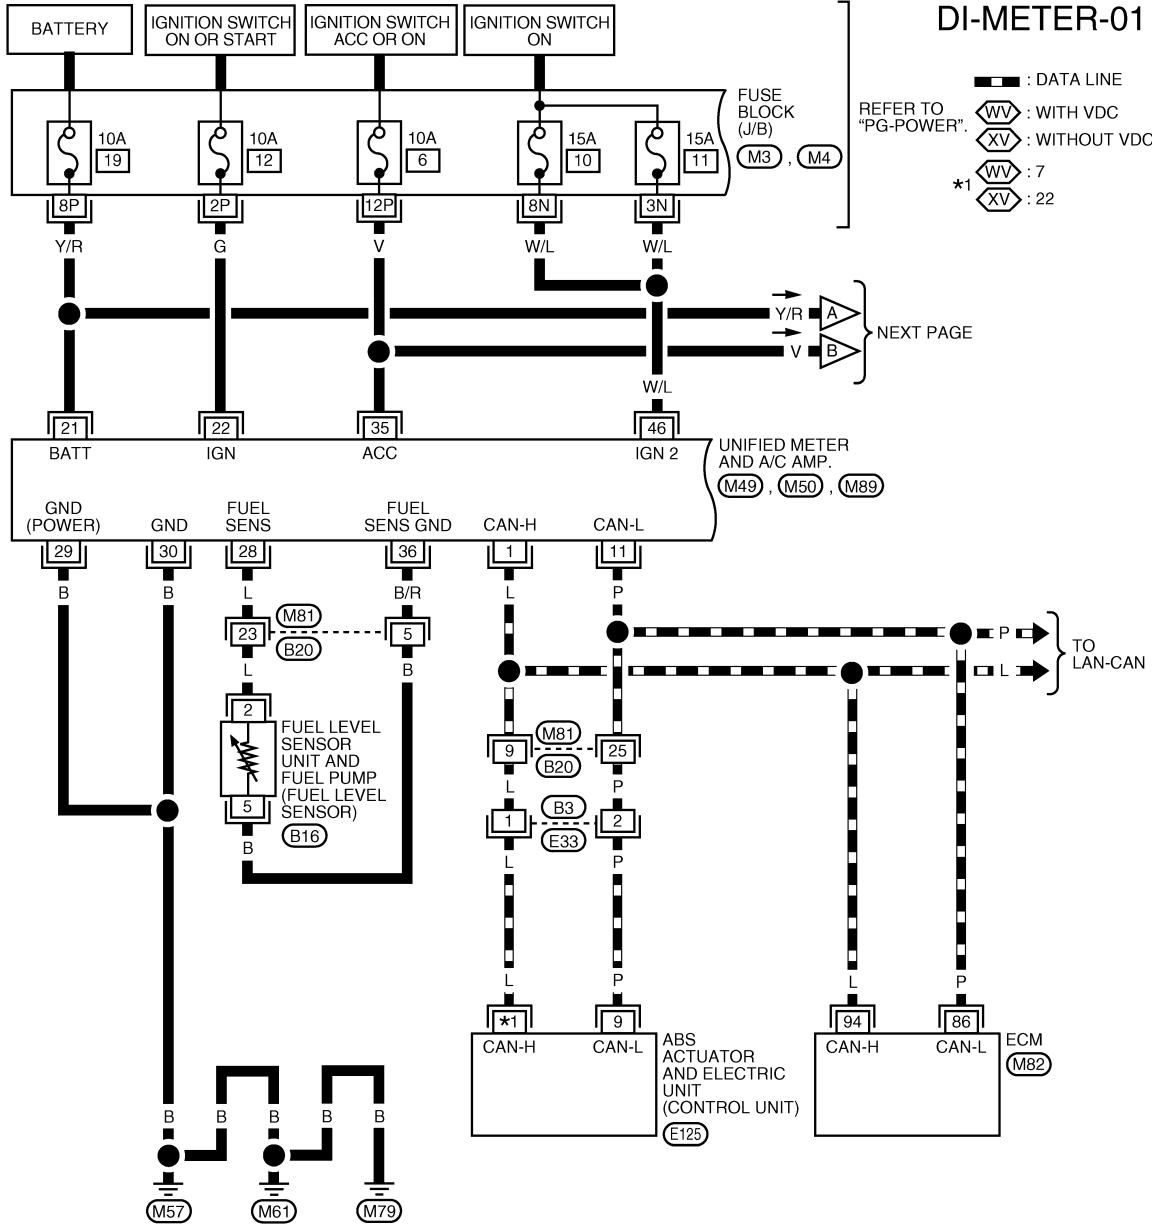 DI-METER-01
BATTERY
IGNITION SWITCH
ON OR START
IGNITION SWITCH
ACC OR ON
IGNITION SWITCH
ON
: DATA LINE
WV : WITH VDC
XV : WITHOUT VDC
*1 WV : 7
XV : 22
10A
19
10A
12
10A
6
15A
10
15A
11
FUSE
BLOCK
(J/B)
M3 , M4
REFER TO
"PG-POWER".
8P 2P 12P 8N 3N
Y/R G V W/L W/L
Y/R A
V B
NEXT PAGE
W/L
21 22 35 46
BATT IGN ACC IGN 2
UNIFIED METER
AND A/C AMP.
M49 , M50 , M89
GND
(POWER)
GND
FUEL
SENS
FUEL
SENS GND
CAN-H
CAN-L
29 30 28 36 1 11
B B L B/R L P
M81
23 5
B20
P
L
TO
LAN-CAN
L B
2
FUEL LEVEL
SENSOR
UNIT AND
FUEL PUMP
(FUEL LEVEL
SENSOR)
B16
5
B
M81
9 25
B20
L P
B3
1 2
E33
L P
L P L P
*1 9 94 86
CAN-H CAN-L
ABS
ACTUATOR
AND ELECTRIC
UNIT
(CONTROL UNIT)
E125
CAN-H CAN-L
ECM
M82
B B B B B
M57 M61 M79